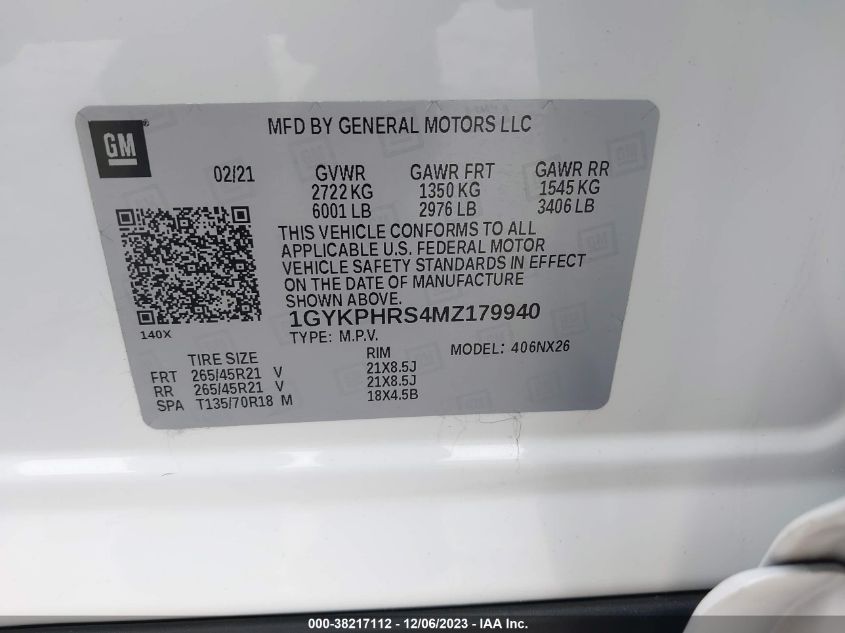 GM
®
MFD BY GENERAL MOTORS LLC
02/21 GVWR GAWR FRT GAWR RR
2722 KG 1350 KG 1545 KG
6001 LB 2976 LB 3406 LB
THIS VEHICLE CONFORMS TO ALL
APPLICABLE U.S. FEDERAL MOTOR
VEHICLE SAFETY STANDARDS IN EFFECT
ON THE DATE OF MANUFACTURE
SHOWN ABOVE.
1GYKPHRS4MZ179940
140X
TYPE: M.P.V.
TIRE SIZE RIM MODEL: 406NX26
FRT 265/45R21 V 21X8.5J
RR 265/45R21 V 21X8.5J
SPA T135/70R18 M 18X4.5B
000-38217112 - 12/06/2023 - IAA Inc.